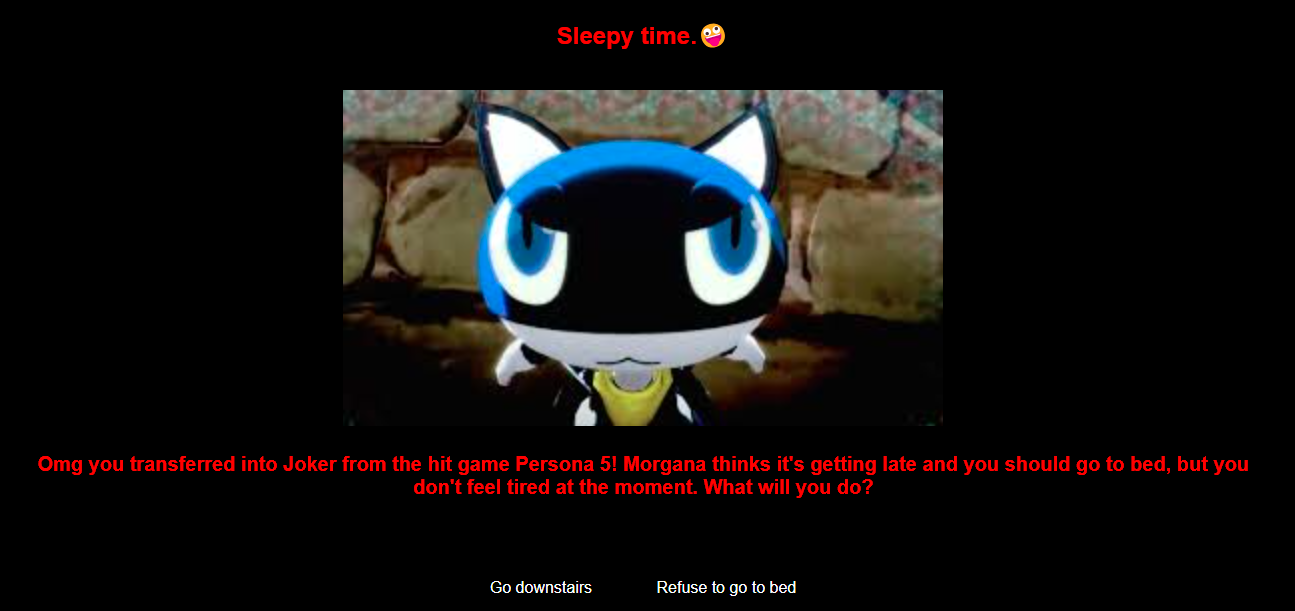 Sleepy time.🤪
Omg you transferred into Joker from the hit game Persona 5! Morgana thinks it's getting late and you should go to bed, but you
don't feel tired at the moment. What will you do?
Go downstairs
Refuse to go to bed